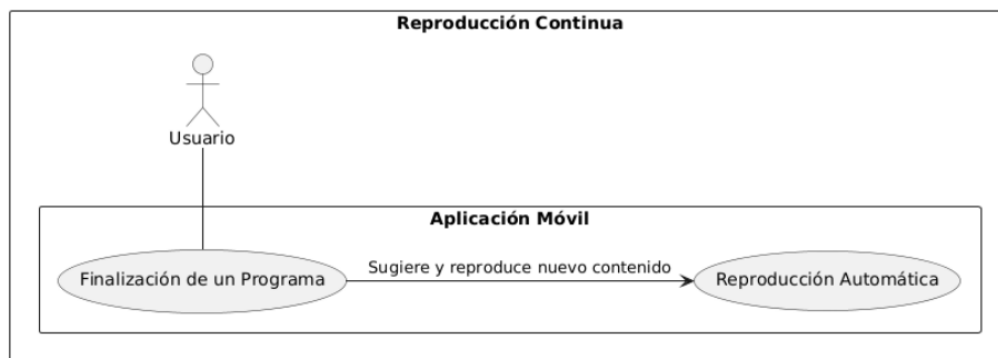 Reproducción Continua
Usuario
Aplicación Móvil
Finalización de un Programa
Sugiere y reproduce nuevo contenido
Reproducción Automática